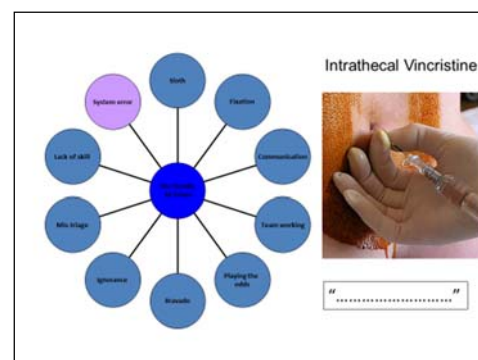 Intrathecal Vincristine
Sloth
System error
Fixation
Lack of skill
Communication
Mis triage
Team working
Ignorance
Playing the
odds
Bravado
“………………………”